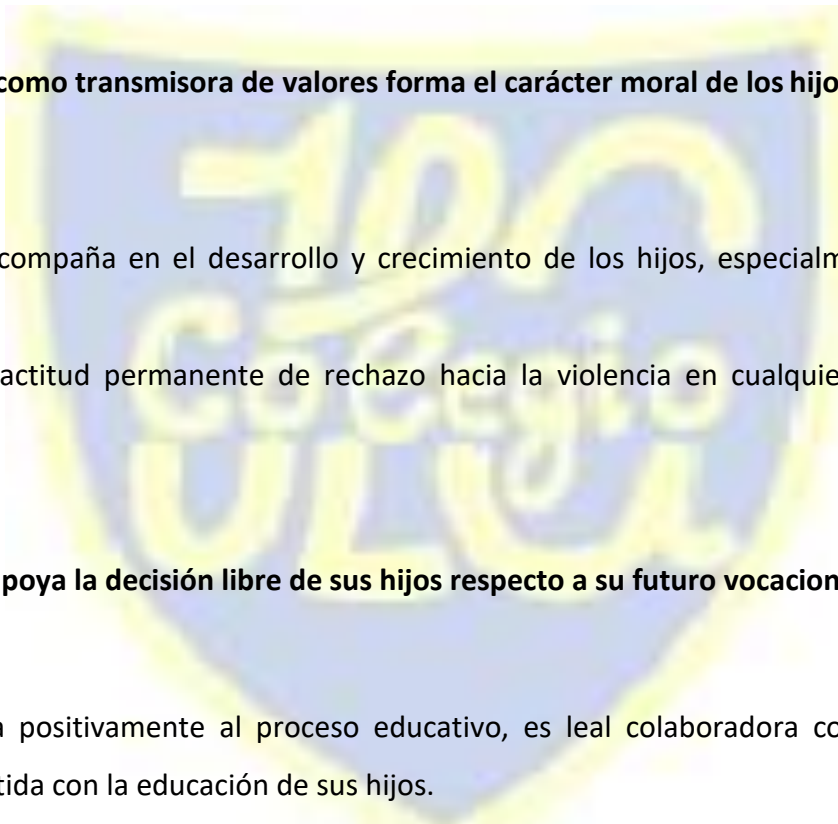 como transmisora de valores forma el carácter moral de los hijo
compaña en el desarrollo y crecimiento de los hijos, especialm
actitud permanente de rechazo hacia la violencia en cualquie
Colegio
ULCA
poya la decisión libre de sus hijos respecto a su futuro vocacion
a positivamente al proceso educativo, es leal colaboradora co
tida con la educación de sus hijos.